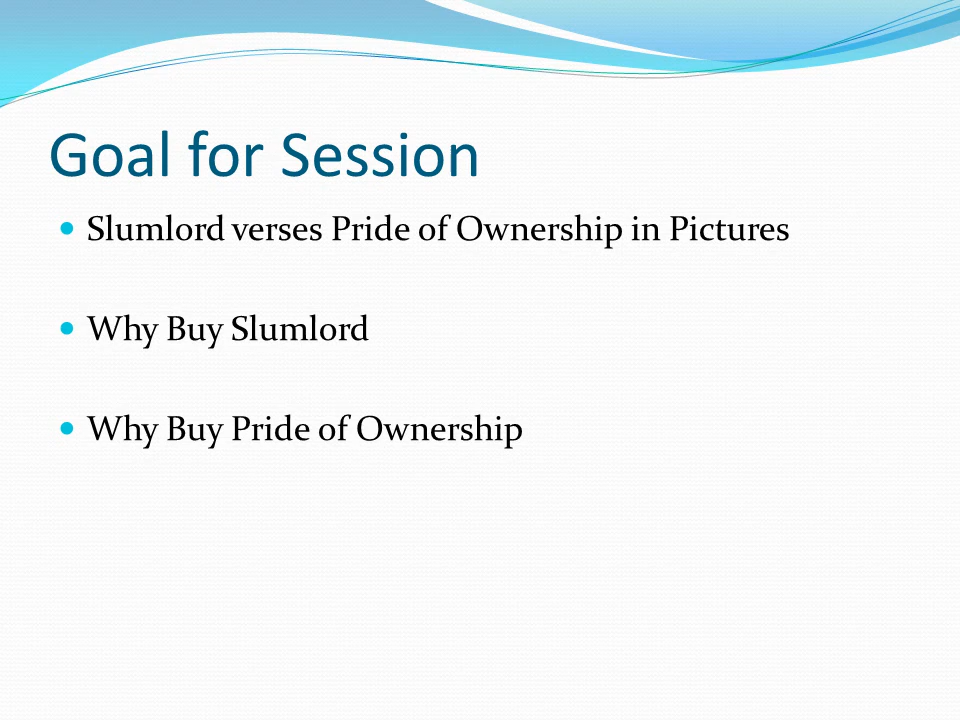 Goal for Session
Slumlord verses Pride of Ownership in Pictures
Why Buy Slumlord
Why Buy Pride of Ownership